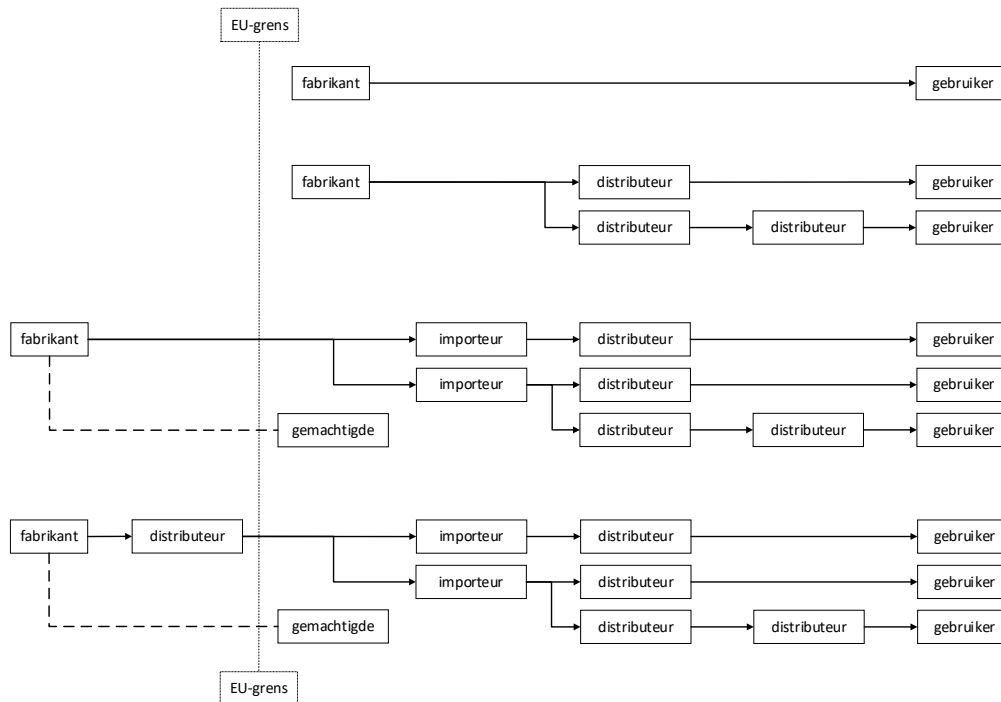 EU-grens
fabrikant gebruiker
fabrikant distributeur gebruiker
distributeur distributeur gebruiker
fabrikant importeur distributeur gebruiker
importeur distributeur gebruiker
gemachtigde distributeur distributeur gebruiker
fabrikant distributeur importeur distributeur gebruiker
importeur distributeur gebruiker
gemachtigde distributeur distributeur gebruiker
EU-grens